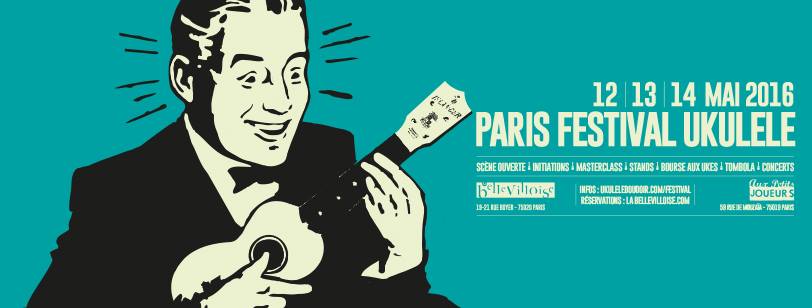 12 | 13 | 14 MAI 2016
PARIS FESTIVAL UKULELE
SCÈNE OUVERTE INITIATIONS MASTERCLASS STANDS BOURSE AUX UKES TOMBOLA CONCERTS
la bellevilloise
19-21 RUE BOYER - 75020 PARIS
INFOS : UKULELEBOUDOIR.COM/FESTIVAL
RÉSERVATIONS : LA BELLEVILLOISE.COM
Aux Petits
JOUEURS
59 RUE DE MOUZAÏA - 75019 PARIS